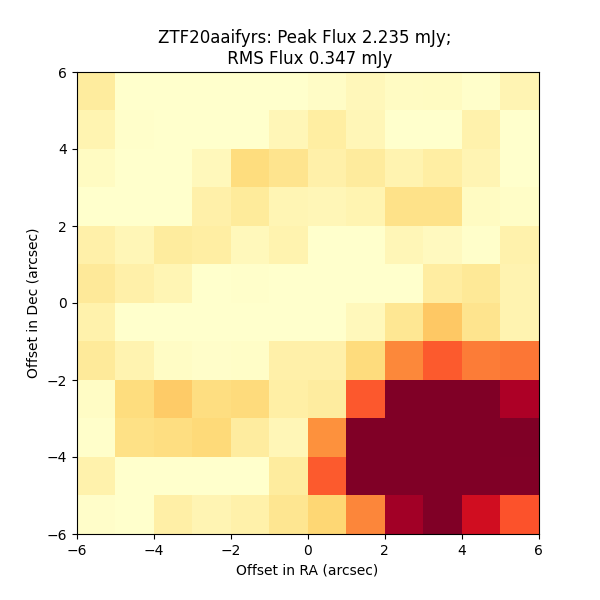 ZTF20aaifyrs: Peak Flux 2.235 mJy;
RMS Flux 0.347 mJy
6
4
2
0
−2
−4
−6
Offset in Dec (arcsec)
−6 −4 −2 0 2 4 6
Offset in RA (arcsec)